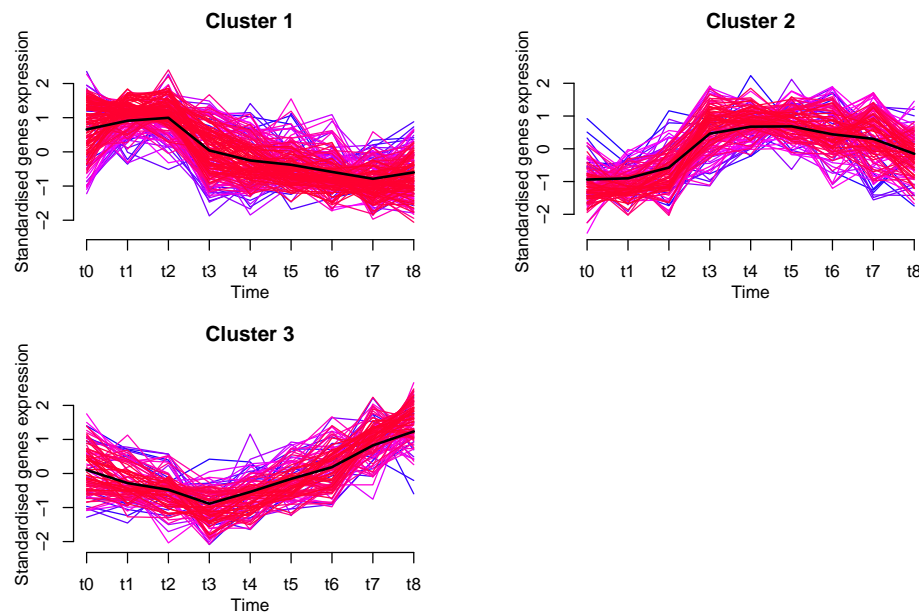 Cluster 1
Standardised genes expression
2
1
0
−1
−2
t0 t1 t2 t3 t4 t5 t6 t7 t8
Time
Cluster 2
Standardised genes expression
2
1
0
−1
−2
t0 t1 t2 t3 t4 t5 t6 t7 t8
Time
Cluster 3
Standardised genes expression
2
1
0
−1
−2
t0 t1 t2 t3 t4 t5 t6 t7 t8
Time